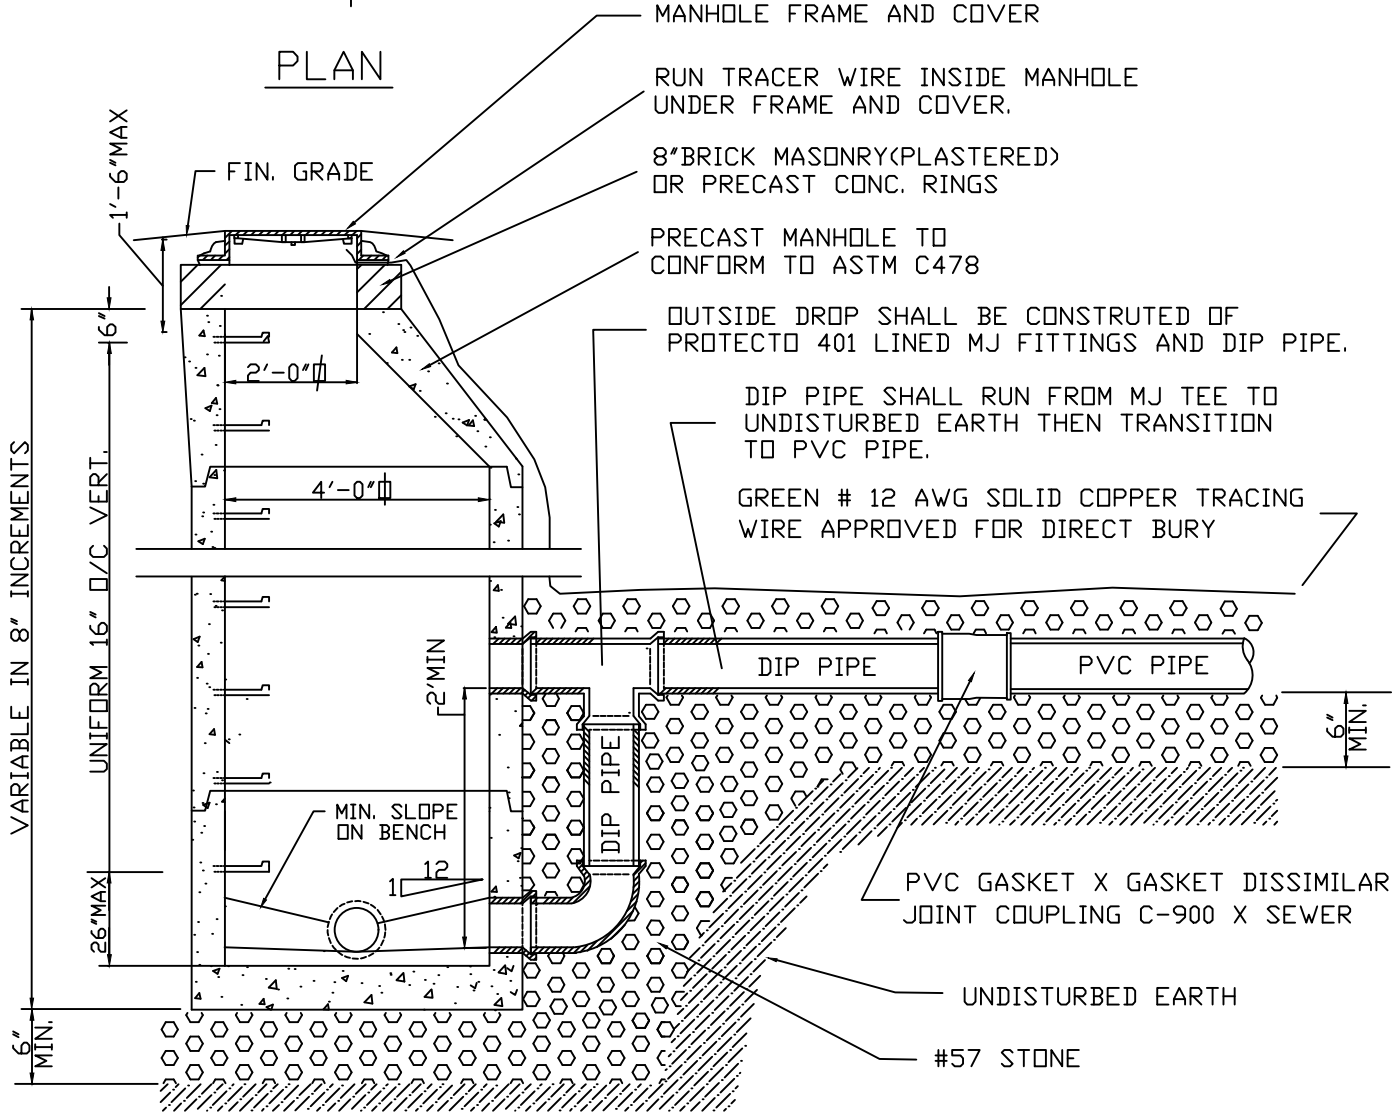 MANHOLE FRAME AND COVER
PLAN
RUN TRACER WIRE INSIDE MANHOLE
UNDER FRAME AND COVER.
1'-6"MAX
FIN. GRADE
8"BRICK MASONRY(PLASTERED)
OR PRECAST CONC. RINGS
PRECAST MANHOLE TO
CONFORM TO ASTM C478
6"
OUTSIDE DROP SHALL BE CONSTRUTED OF
PROTECTO 401 LINED MJ FITTINGS AND DIP PIPE.
2'-0"
DIP PIPE SHALL RUN FROM MJ TEE TO
UNDISTURBED EARTH THEN TRANSITION
TO PVC PIPE.
4'-0"
GREEN # 12 AWG SOLID COPPER TRACING
WIRE APPROVED FOR DIRECT BURY
VARIABLE IN 8" INCREMENTS
UNIFORM 16" O/C VERT.
2'MIN
DIP PIPE
PVC PIPE
6"
MIN.
DIP PIPE
MIN. SLOPE
ON BENCH
12
1
26"MAX
PVC GASKET X GASKET DISSIMILAR
JOINT COUPLING C-900 X SEWER
UNDISTURBED EARTH
6"
MIN.
#57 STONE